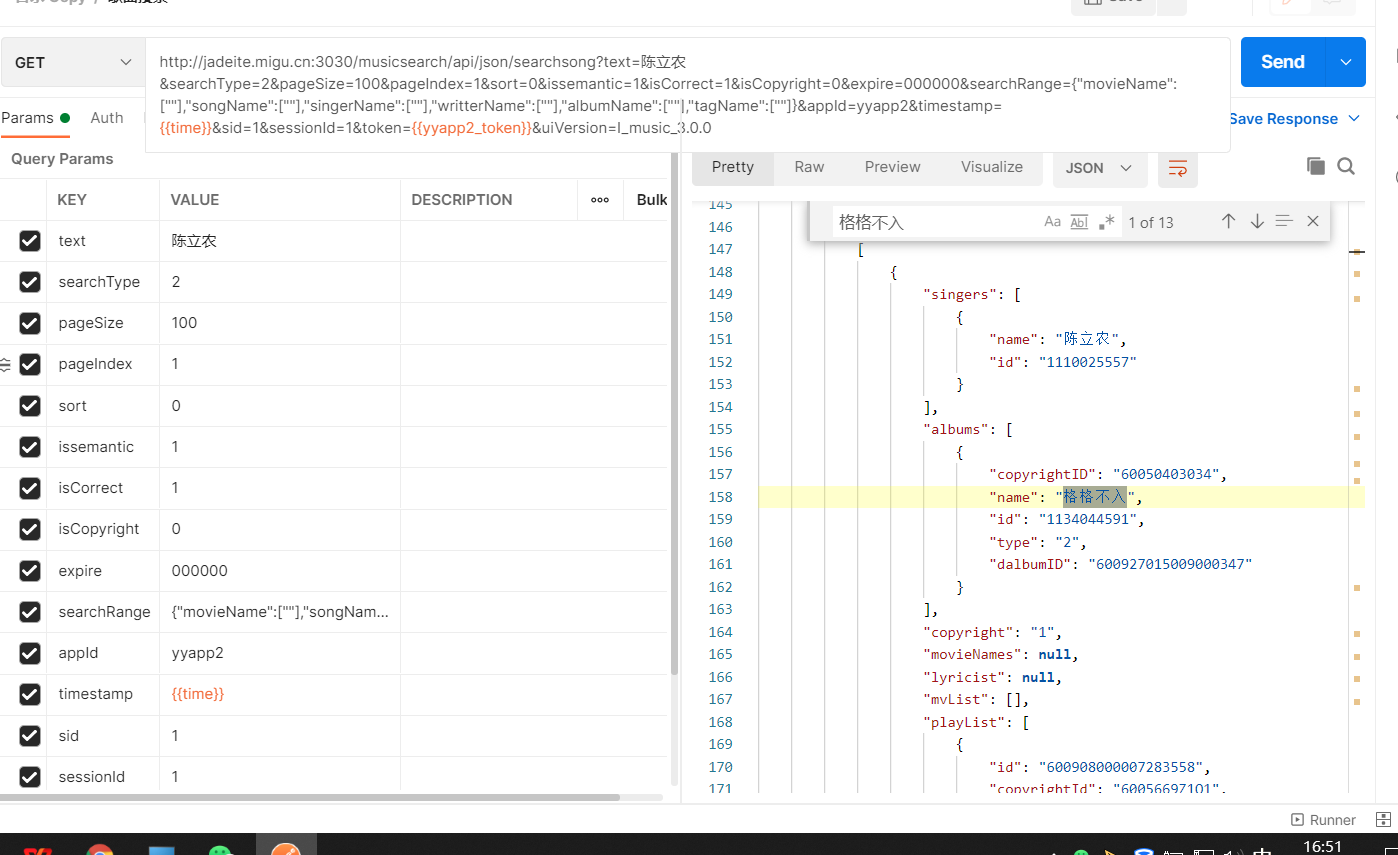 GET
http://jadeite.migu.cn:3030/musicsearch/api/json/searchsong?text=陈立农
&searchType=2&pageSize=100&pageIndex=1&sort=0&issemantic=1&isCorrect=1&isCopyright=0&expire=000000&searchRange={"movieName":
[""],"songName":[""],"singerName":[""],"writterName":[""],"albumName":[""],"tagName":[""]}&appId=yyapp2&timestamp=
{{time}}&sid=1&sessionId=1&token={{yyapp2_token}}&uiVersion=I_music_3.0.0
Send
Params
Auth
Save Response
Query Params
KEY
VALUE
DESCRIPTION
Bulk
text
陈立农
searchType
2
pageSize
100
pageIndex
1
sort
0
issemantic
1
isCorrect
1
isCopyright
0
expire
000000
searchRange
{"movieName":[""],"songNam...
appId
yyapp2
timestamp
{{time}}
sid
1
sessionId
1
Pretty
Raw
Preview
Visualize
JSON
格格不入
Aa
Abl
.*
1 of 13
145
146
147 [
148 {
149 "singers": [
150 {
151 "name": "陈立农",
152 "id": "1110025557"
153 }
154 ],
155 "albums": [
156 {
157 "copyrightID": "60050403034",
158 "name": "格格不入",
159 "id": "1134044591",
160 "type": "2",
161 "dalbumID": "600927015009000347"
162 }
163 ],
164 "copyright": "1",
165 "movieNames": null,
166 "lyricist": null,
167 "mvList": [],
168 "playList": [
169 {
170 "id": "600908000007283558",
171 "copyrightId": "60056697101",
Runner
中
16:51